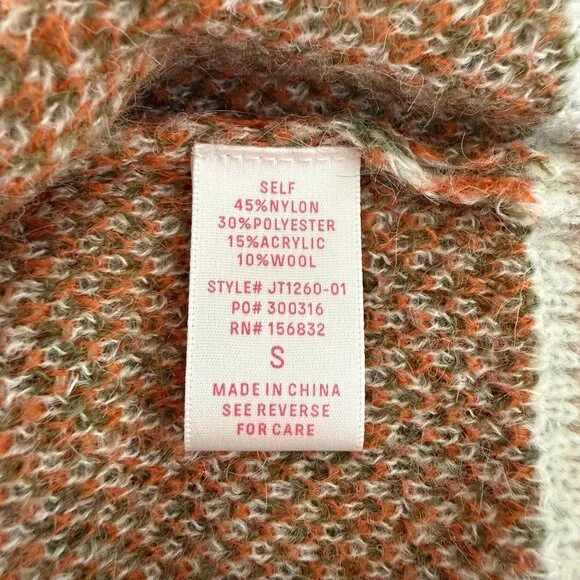 SELF
45%NYLON
30%POLYESTER
15%ACRYLIC
10%WOOL
STYLE# JT1260-01
PO# 300316
RN# 156832
S
MADE IN CHINA
SEE REVERSE
FOR CARE